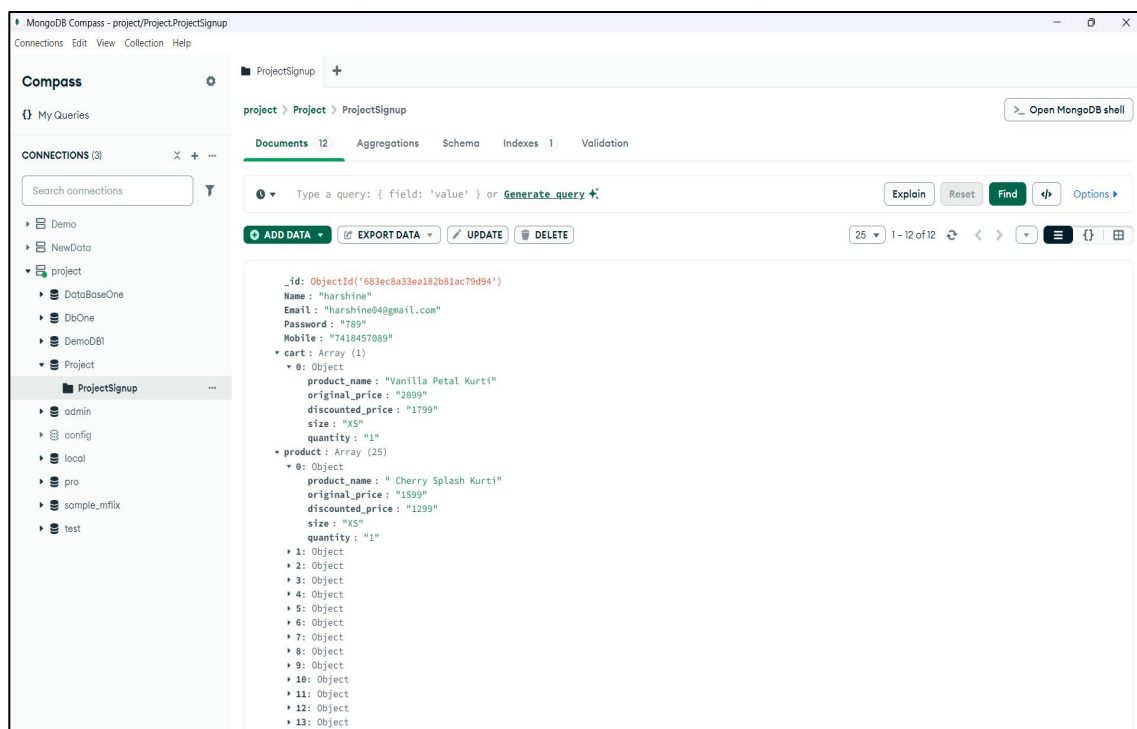 MongoDB Compass - project/Project.ProjectSignup
Connections Edit View Collection Help
Compass
{} My Queries
CONNECTIONS (3)
Search connections
Demo
NewData
project
DataBaseOne
DbOne
DemoDB1
Project
ProjectSignup
admin
config
local
pro
sample_mflix
test
ProjectSignup
project > Project > ProjectSignup
>_ Open MongoDB shell
Documents 12 Aggregations Schema Indexes 1 Validation
Type a query: { field: 'value' } or Generate query
Explain Reset Find </> Options
ADD DATA EXPORT DATA UPDATE DELETE
25 1 – 12 of 12 {}
_id: ObjectId('683ec8a33ea182b81ac79d94')
Name : "harshine"
Email : "harshine04@gmail.com"
Password : "789"
Mobile : "7418457089"
cart : Array (1)
0: Object
product_name : "Vanilla Petal Kurti"
original_price : "2099"
discounted_price : "1799"
size : "XS"
quantity : "1"
product : Array (25)
0: Object
product_name : " Cherry Splash Kurti"
original_price : "1599"
discounted_price : "1299"
size : "XS"
quantity : "1"
1: Object
2: Object
3: Object
4: Object
5: Object
6: Object
7: Object
8: Object
9: Object
10: Object
11: Object
12: Object
13: Object